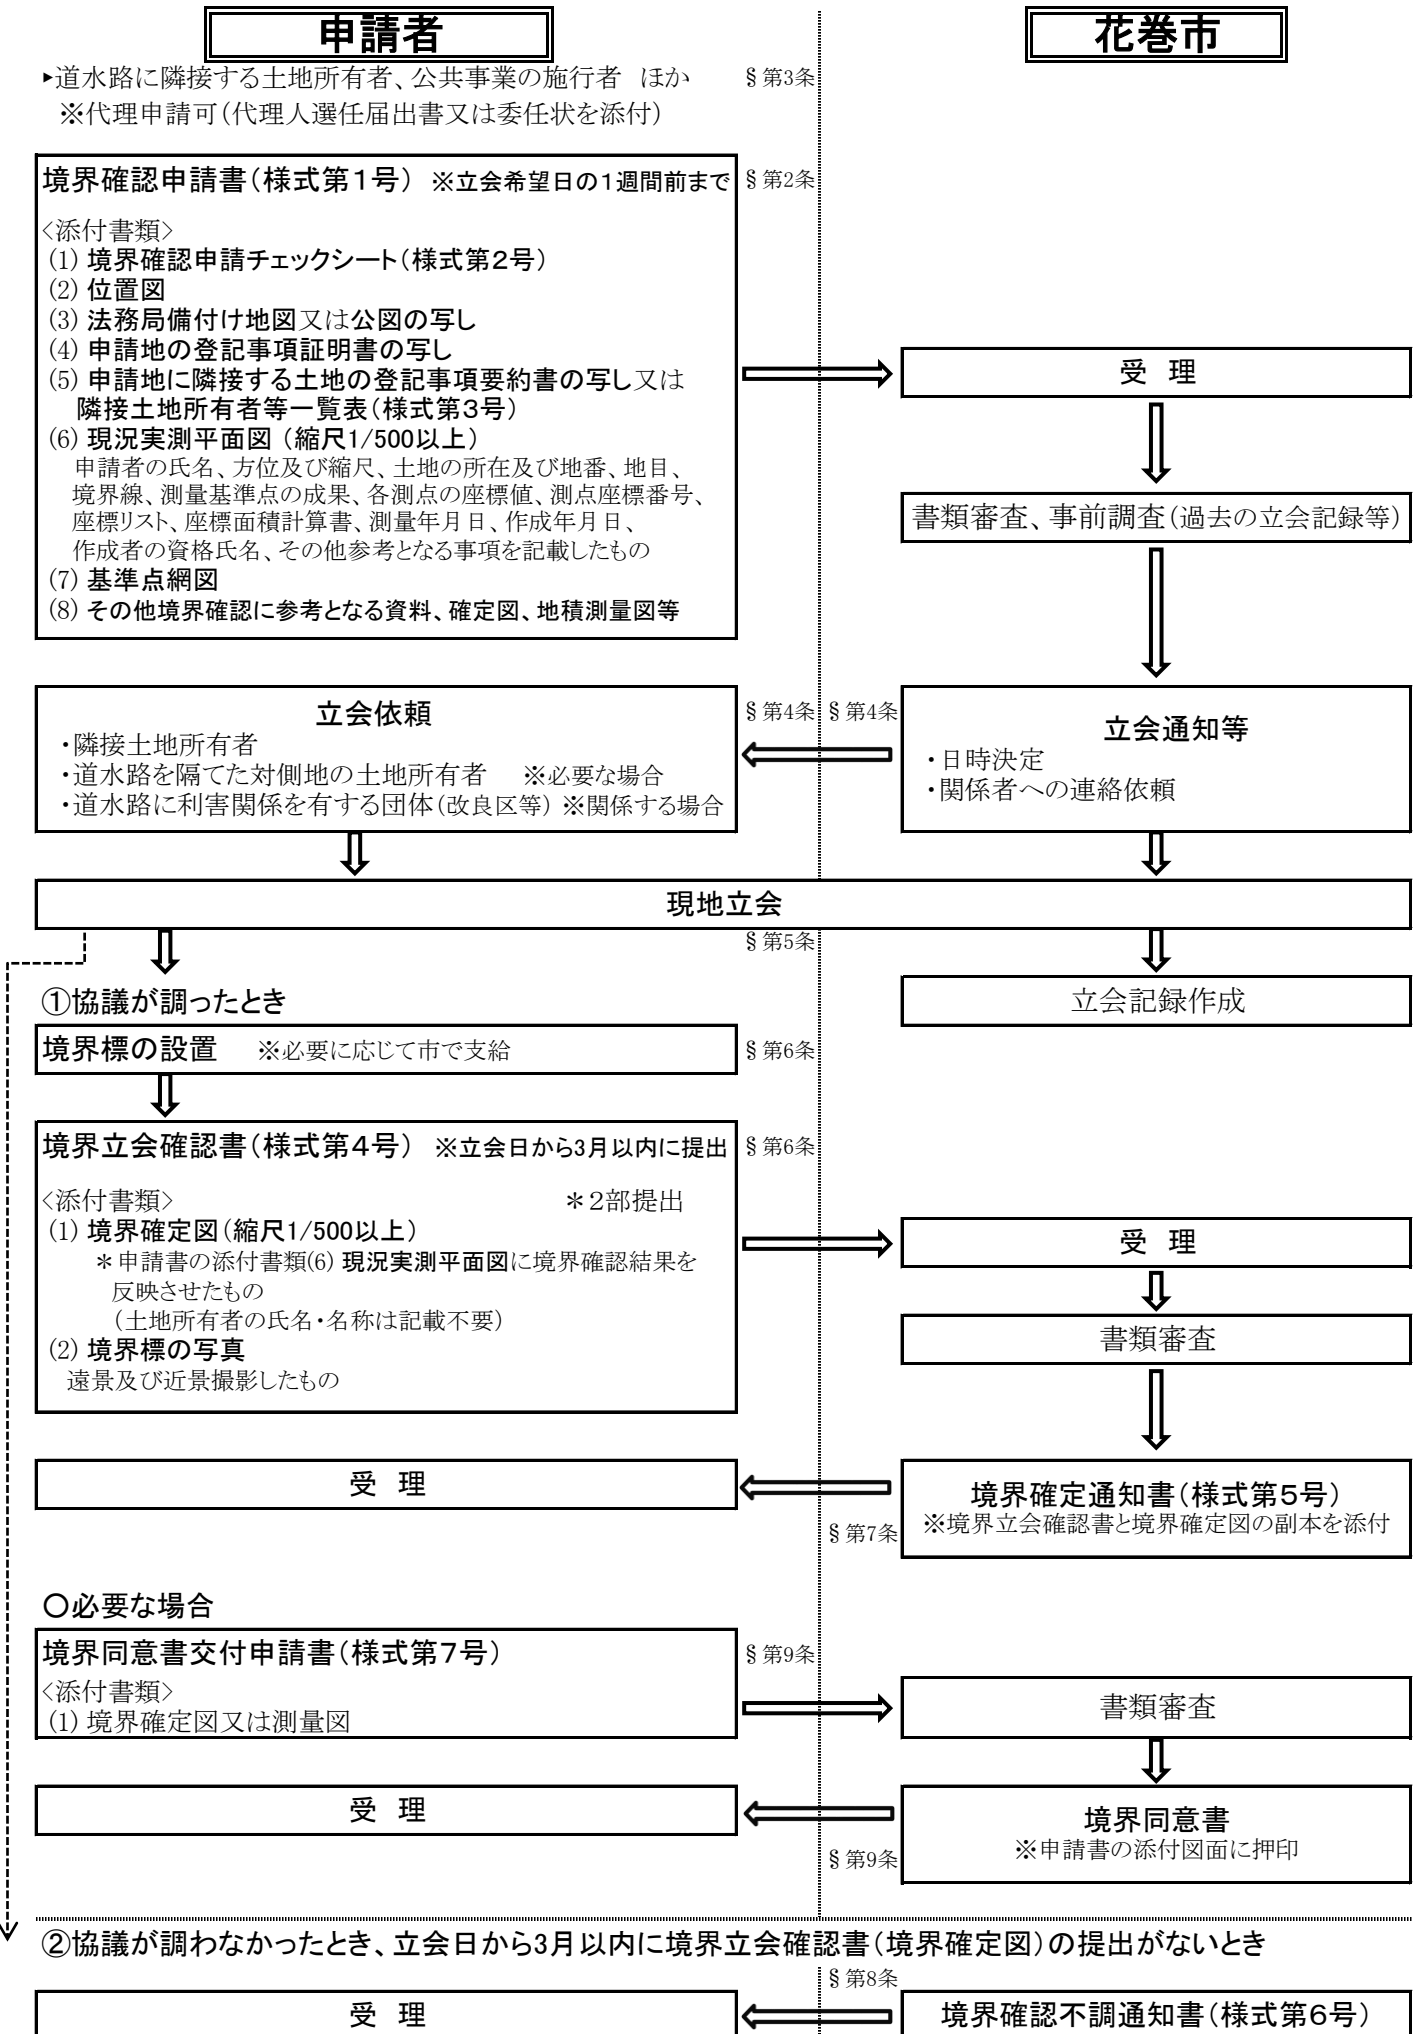 申請者
花巻市
▶道水路に隣接する土地所有者、公共事業の施行者 ほか
§第3条
※代理申請可（代理人選任届出書又は委任状を添付）
境界確認申請書（様式第１号） ※立会希望日の１週間前まで
§第2条
<添付書類>
(1) 境界確認申請チェックシート（様式第２号）
(2) 位置図
(3) 法務局備付け地図又は公図の写し
(4) 申請地の登記事項証明書の写し
(5) 申請地に隣接する土地の登記事項要約書の写し又は
隣接土地所有者等一覧表（様式第３号）
(6) 現況実測平面図 （縮尺1/500以上）
申請者の氏名、方位及び縮尺、土地の所在及び地番、地目、
境界線、測量基準点の成果、各測点の座標値、測点座標番号、
座標リスト、座標面積計算書、測量年月日、作成年月日、
作成者の資格氏名、その他参考となる事項を記載したもの
(7) 基準点網図
(8) その他境界確認に参考となる資料、確定図、地積測量図等
受 理
書類審査、事前調査（過去の立会記録等）
立会依頼
・隣接土地所有者
・道水路を隔てた対側地の土地所有者 ※必要な場合
・道水路に利害関係を有する団体（改良区等） ※関係する場合
§第4条
§第4条
立会通知等
・日時決定
・関係者への連絡依頼
現地立会
§第5条
①協議が調ったとき
立会記録作成
境界標の設置 ※必要に応じて市で支給
§第6条
境界立会確認書（様式第４号） ※立会日から3月以内に提出
§第6条
<添付書類> ＊２部提出
(1) 境界確定図（縮尺1/500以上）
＊申請書の添付書類(6) 現況実測平面図に境界確認結果を
反映させたもの
（土地所有者の氏名・名称は記載不要）
(2) 境界標の写真
遠景及び近景撮影したもの
受 理
書類審査
受 理
境界確定通知書（様式第５号）
※境界立会確認書と境界確定図の副本を添付
§第7条
〇必要な場合
境界同意書交付申請書（様式第７号）
§第9条
<添付書類>
(1) 境界確定図又は測量図
書類審査
受 理
境界同意書
※申請書の添付図面に押印
§第9条
②協議が調わなかったとき、立会日から3月以内に境界立会確認書（境界確定図）の提出がないとき
§第8条
受 理
境界確認不調通知書（様式第６号）